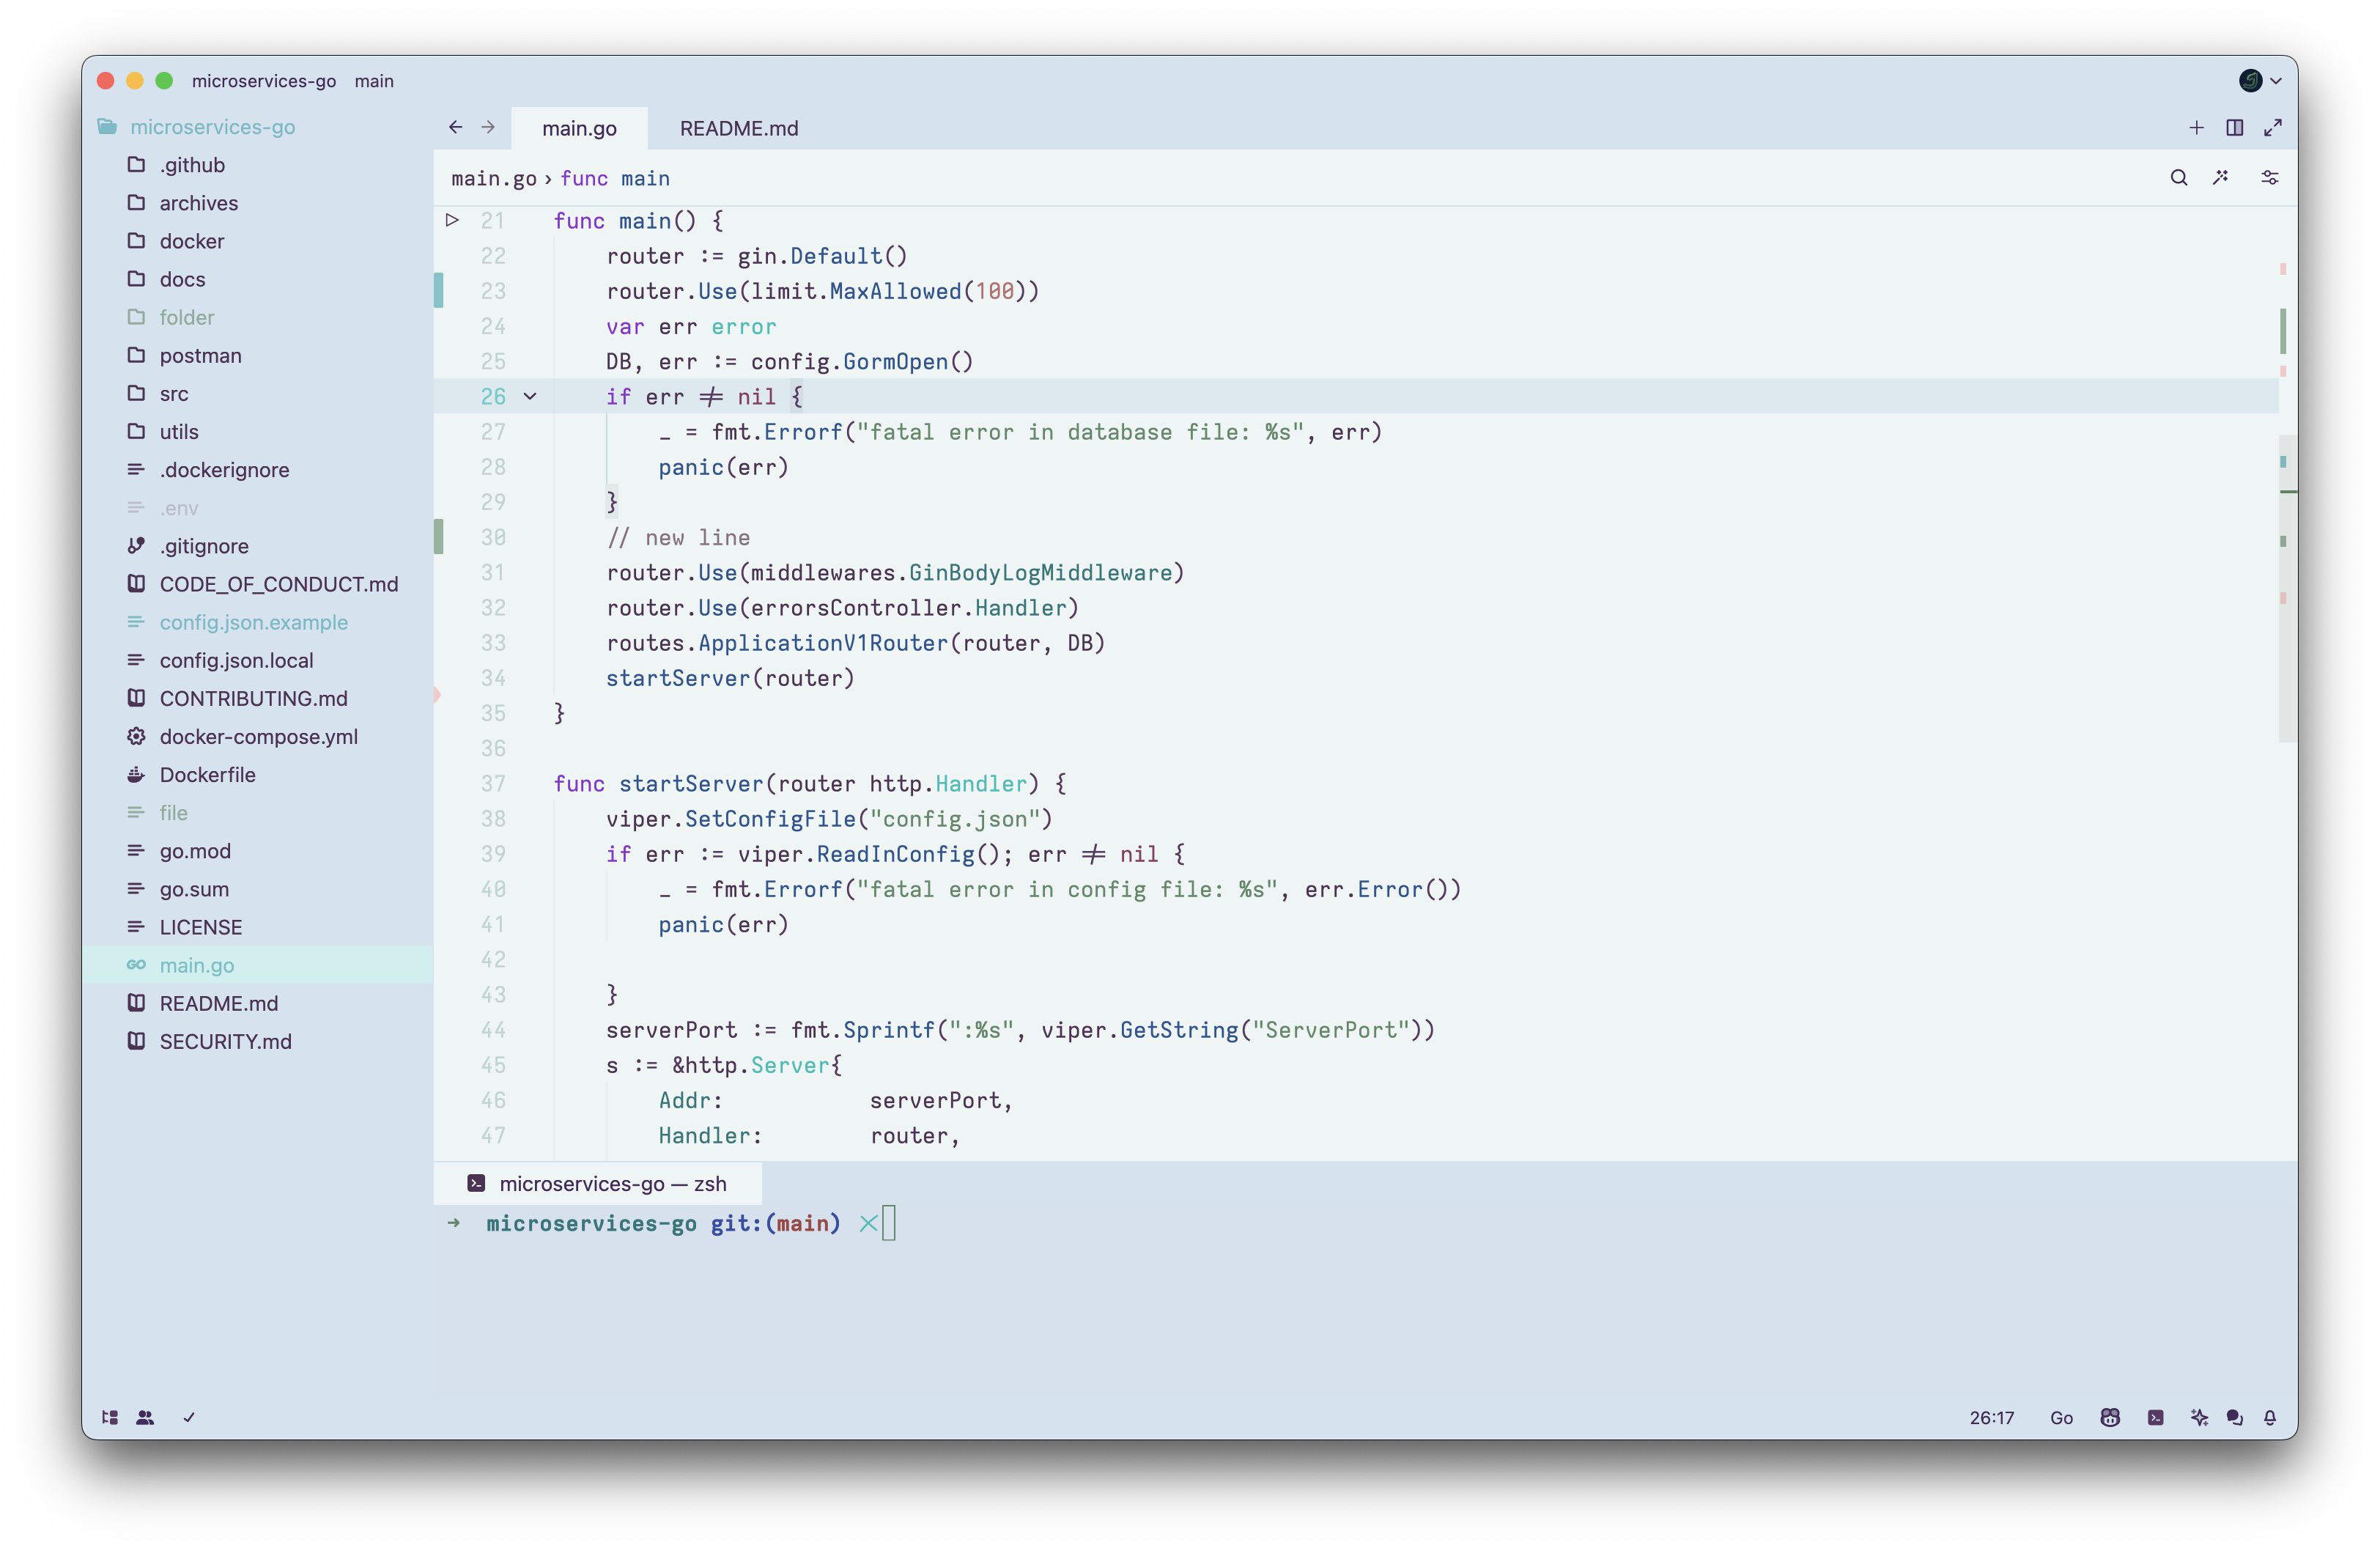 microservices-go main
microservices-go
.github
archives
docker
docs
folder
postman
src
utils
.dockerignore
.env
.gitignore
CODE_OF_CONDUCT.md
config.json.example
config.json.local
CONTRIBUTING.md
docker-compose.yml
Dockerfile
file
go.mod
go.sum
LICENSE
GO main.go
README.md
SECURITY.md
main.go README.md
main.go › func main
21 func main() {
22     router := gin.Default()
23     router.Use(limit.MaxAllowed(100))
24     var err error
25     DB, err := config.GormOpen()
26     if err != nil {
27         _ = fmt.Errorf("fatal error in database file: %s", err)
28         panic(err)
29     }
30     // new line
31     router.Use(middlewares.GinBodyLogMiddleware)
32     router.Use(errorsController.Handler)
33     routes.ApplicationV1Router(router, DB)
34     startServer(router)
35 }
36
37 func startServer(router http.Handler) {
38     viper.SetConfigFile("config.json")
39     if err := viper.ReadInConfig(); err != nil {
40         _ = fmt.Errorf("fatal error in config file: %s", err.Error())
41         panic(err)
42
43     }
44     serverPort := fmt.Sprintf(":%s", viper.GetString("ServerPort"))
45     s := &http.Server{
46         Addr:           serverPort,
47         Handler:        router,
microservices-go — zsh
➜ microservices-go git:(main) ✗
26:17 Go